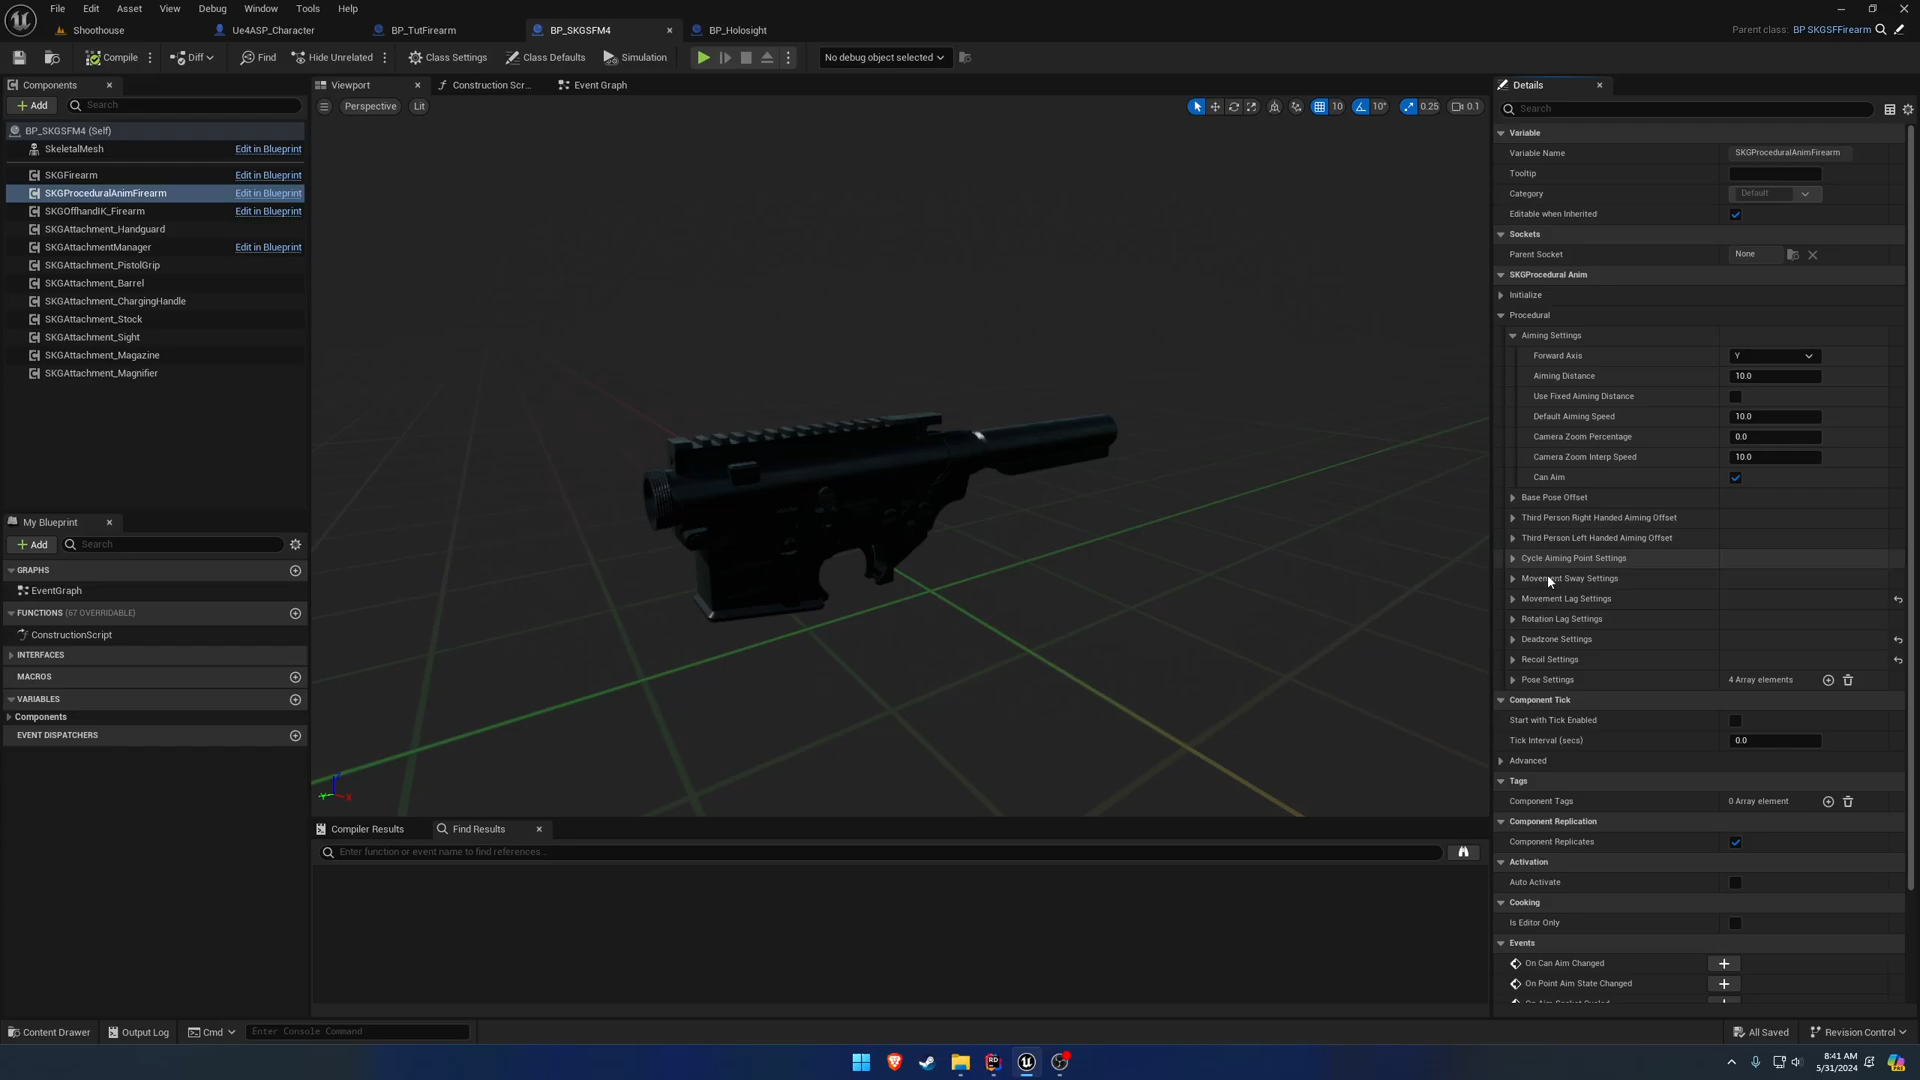 File Edit Asset View Debug Window Tools Help
Shoothouse Ue4ASP_Character BP_TutFirearm BP_SKGSFM4 BP_Holosight
Parent class: BP SKGSFirearm
Compile Diff Find Hide Unrelated Class Settings Class Defaults Simulation No debug object selected
Components
Add Search
BP_SKGSFM4 (Self)
SkeletalMesh Edit in Blueprint
SKGFirearm Edit in Blueprint
SKGProceduralAnimFirearm Edit in Blueprint
SKGOffhandIK_Firearm Edit in Blueprint
SKGAttachment_Handguard
SKGAttachmentManager Edit in Blueprint
SKGAttachment_PistolGrip
SKGAttachment_Barrel
SKGAttachment_ChargingHandle
SKGAttachment_Stock
SKGAttachment_Sight
SKGAttachment_Magazine
SKGAttachment_Magnifier
My Blueprint
Add Search
GRAPHS
EventGraph
FUNCTIONS (67 OVERRIDABLE)
ConstructionScript
INTERFACES
MACROS
VARIABLES
Components
EVENT DISPATCHERS
Viewport Construction Scr... Event Graph
Perspective Lit
10 10° 0.25 0.1
Compiler Results Find Results
Enter function or event name to find references...
Details
Search
Variable
Variable Name SKGProceduralAnimFirearm
Tooltip
Category Default
Editable when Inherited
Sockets
Parent Socket None
SKGProcedural Anim
Initialize
Procedural
Aiming Settings
Forward Axis Y
Aiming Distance 10.0
Use Fixed Aiming Distance
Default Aiming Speed 10.0
Camera Zoom Percentage 0.0
Camera Zoom Interp Speed 10.0
Can Aim
Base Pose Offset
Third Person Right Handed Aiming Offset
Third Person Left Handed Aiming Offset
Cycle Aiming Point Settings
Movement Sway Settings
Movement Lag Settings
Rotation Lag Settings
Deadzone Settings
Recoil Settings
Pose Settings 4 Array elements
Component Tick
Start with Tick Enabled
Tick Interval (secs) 0.0
Advanced
Tags
Component Tags 0 Array element
Component Replication
Component Replicates
Activation
Auto Activate
Cooking
Is Editor Only
Events
On Can Aim Changed
On Point Aim State Changed
On Aim Socket Cycled
Content Drawer Output Log Cmd Enter Console Command All Saved Revision Control
8:41 AM
5/31/2024